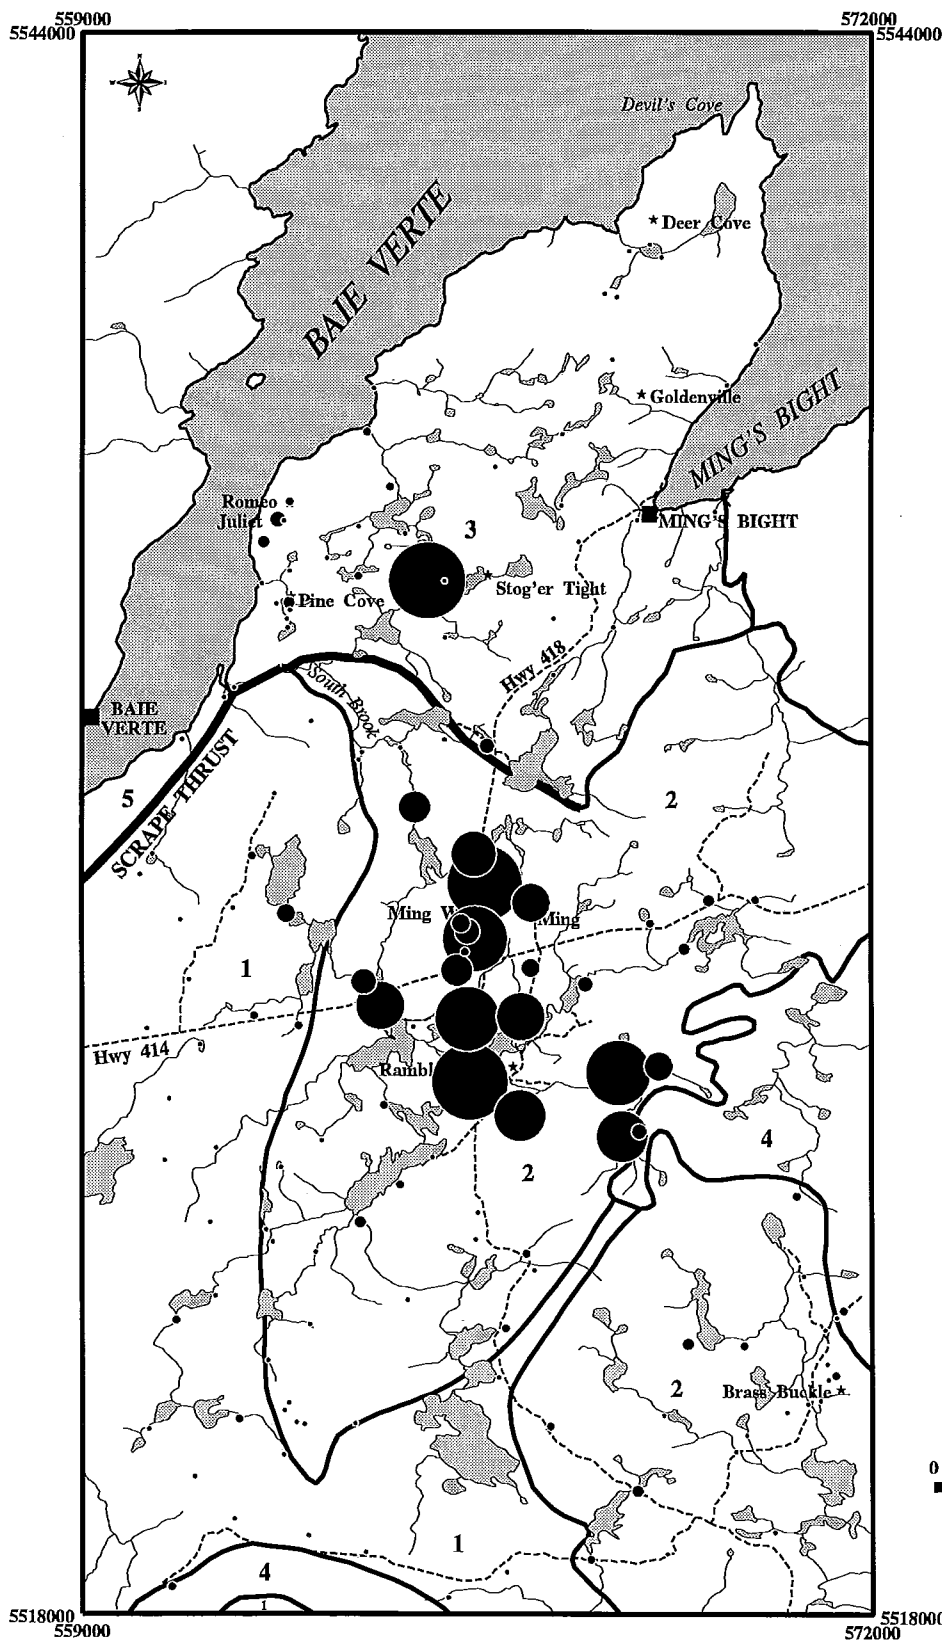 559000
572000
5544000
5544000
Devil's Cove
Deer Cove
BAIE VERTE
Goldenville
MING'S BIGHT
Romeo
Juliet
MING'S BIGHT
3
Stog'er Tight
Pine Cove
Hwy 418
South Brook
BAIE
VERTE
SCRAPE THRUST
5
2
Ming
Ming
1
Hwy 414
4
2
2
Brass Buckle
0
1
4
1
5518000
5518000
559000
572000